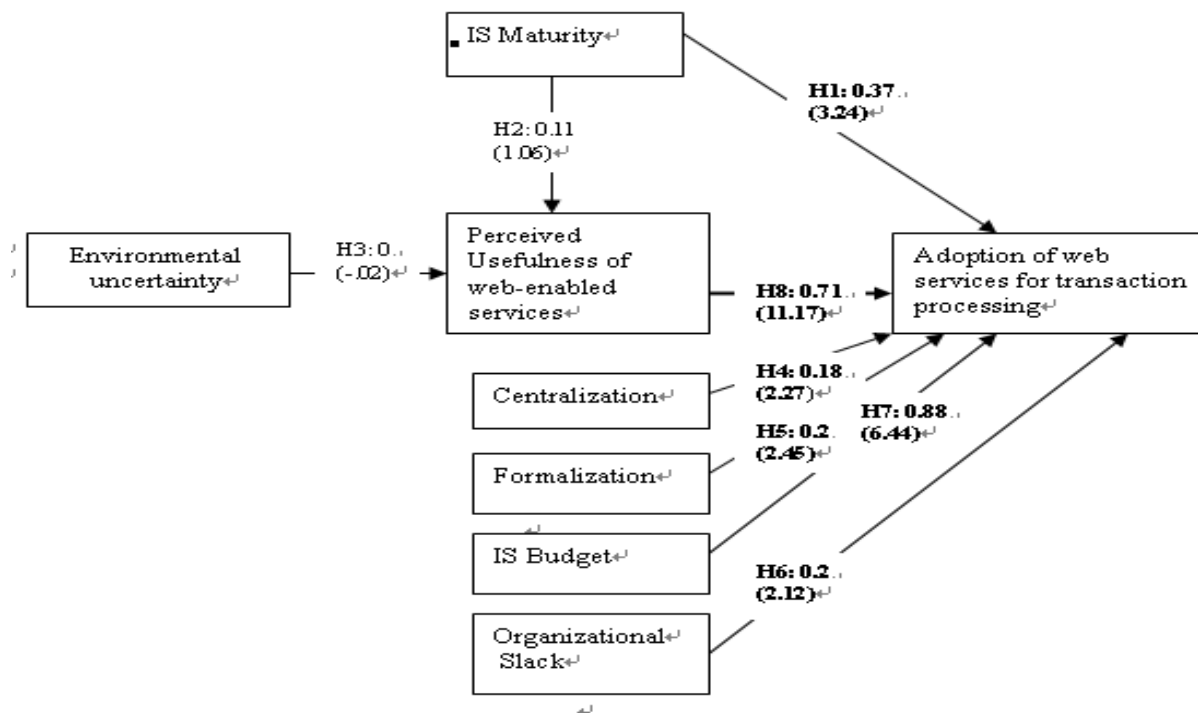 IS Maturity
H1: 0.37
(3.24)
H2: 0.11
(1.06)
Environmental
uncertainty
H3: 0
(-.02)
Perceived
Usefulness of
web-enabled
services
H8: 0.71
(11.17)
Adoption of web
services for transaction
processing
Centralization
H4: 0.18
(2.27)
H7: 0.88
(6.44)
Formalization
H5: 0.2
(2.45)
IS Budget
H6: 0.2
(2.12)
Organizational
Slack